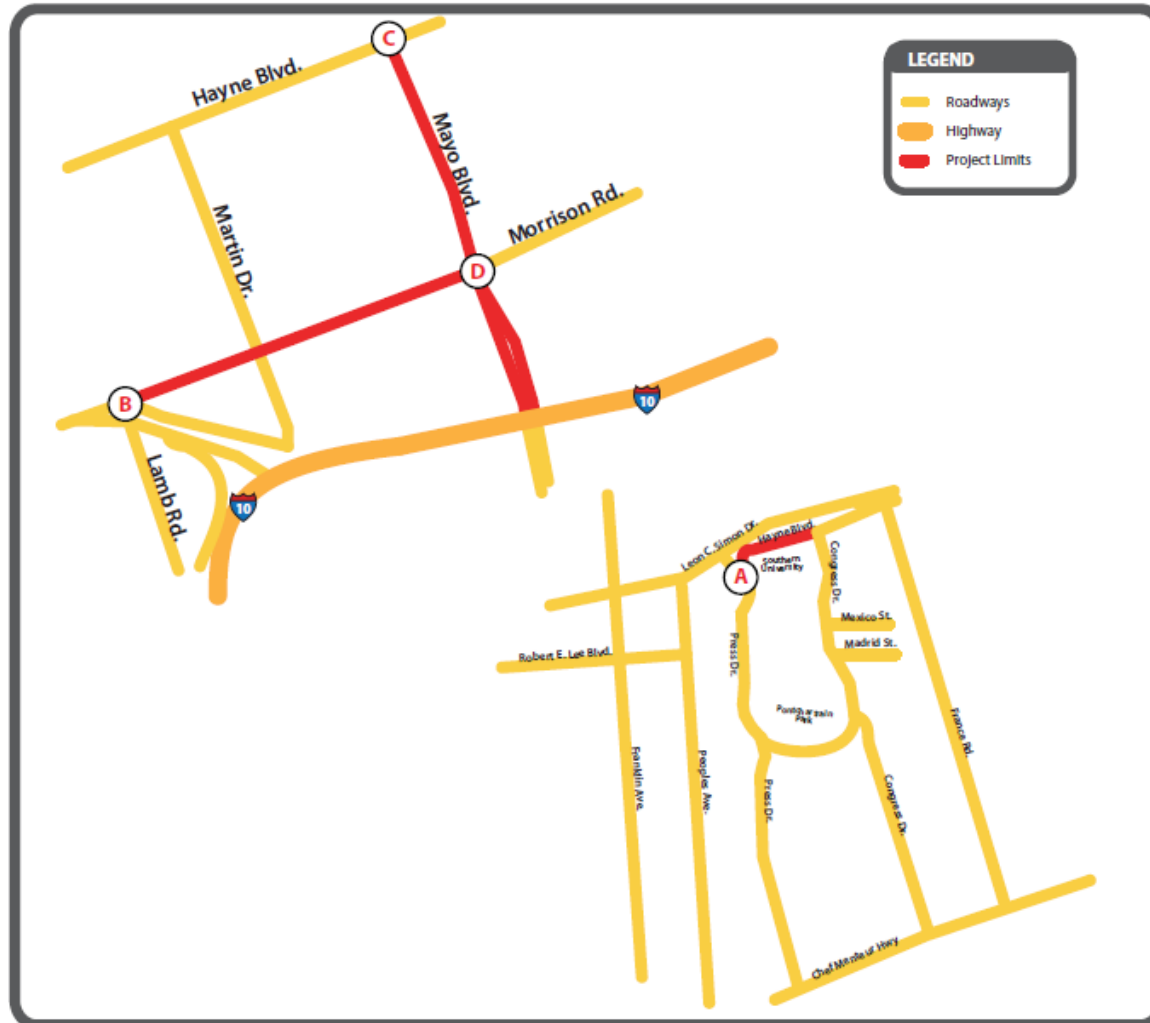 C
Hayne Blvd.
LEGEND
Roadways
Highway
Project Limits
Mayo Blvd.
Morrison Rd.
Martin Dr.
D
B
10
Lamb Rd.
10
Leon C. Simon Dr.
Hayne Blvd.
Southern
University
A
Congress Dr.
Mexico St.
Madrid St.
Press Dr.
Robert E. Lee Blvd.
Pontchartrain
Park
France Rd.
Franklin Ave.
Peoples Ave.
Press Dr.
Congress Dr.
Chef Menteur Hwy